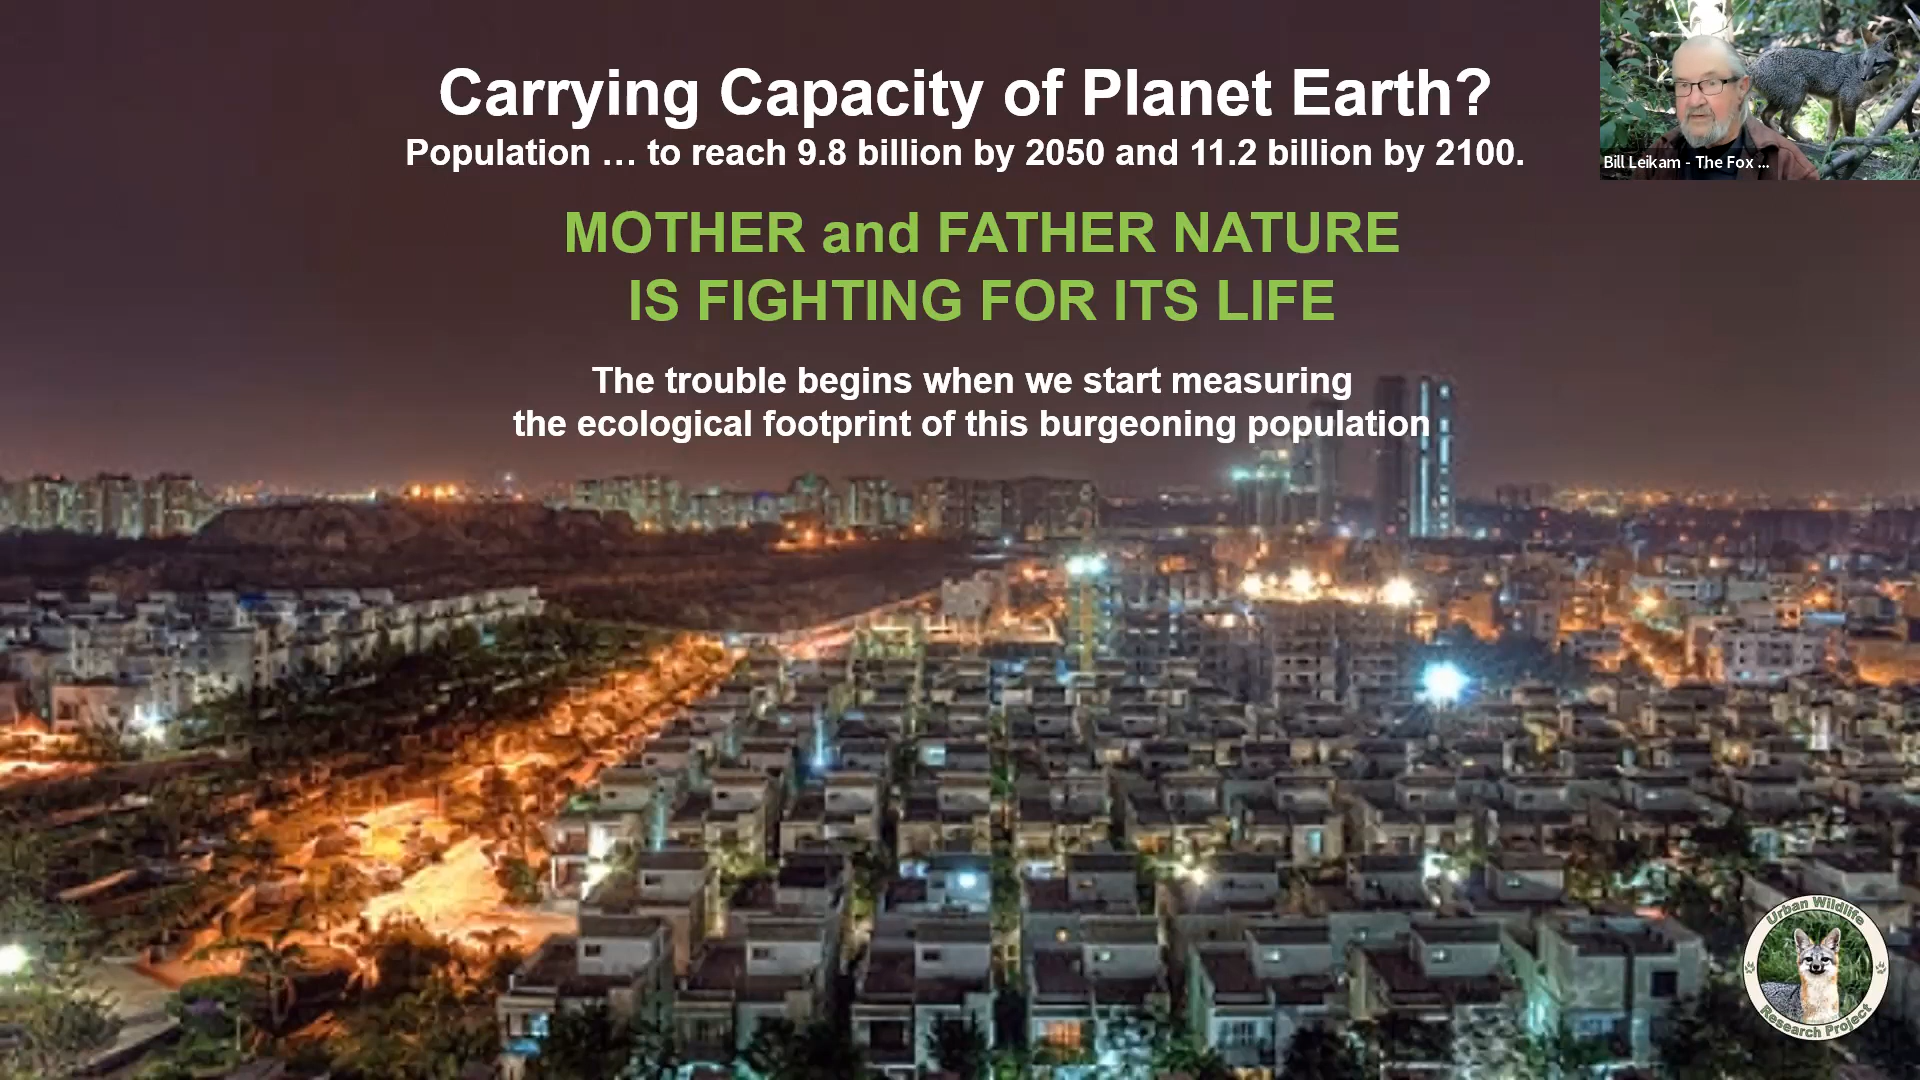 Carrying Capacity of Planet Earth?
Population … to reach 9.8 billion by 2050 and 11.2 billion by 2100.
Bill Leikam - The Fox ...
MOTHER and FATHER NATURE
IS FIGHTING FOR ITS LIFE
The trouble begins when we start measuring
the ecological footprint of this burgeoning population
Urban Wildlife
Research Project